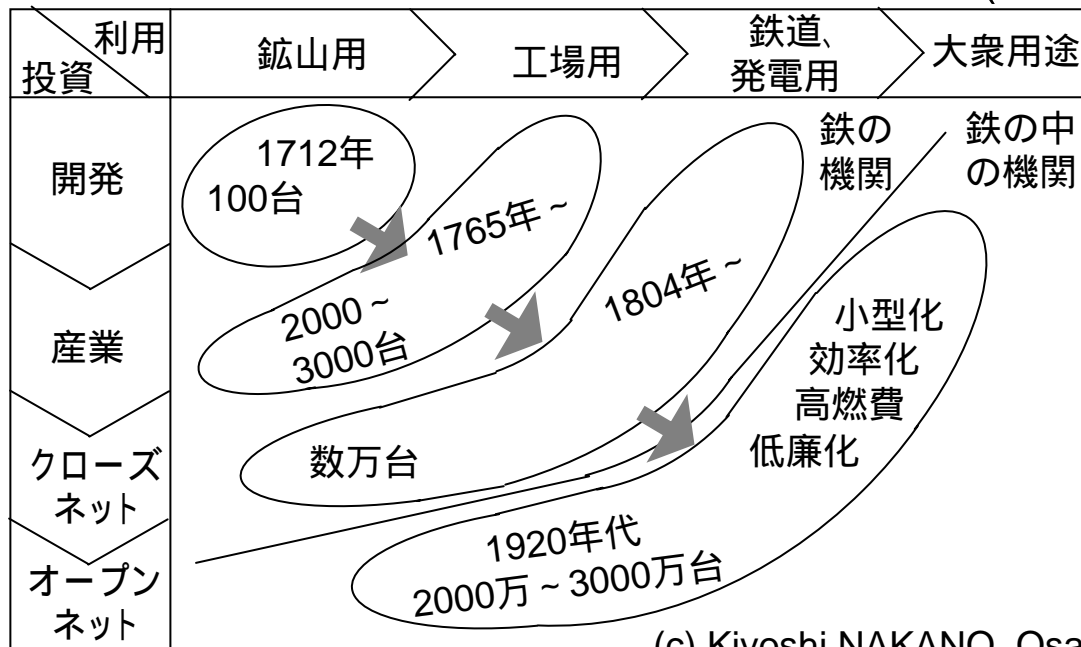 利用
投資
鉱山用
工場用
鉄道、
発電用
大衆用途
開発
産業
クローズ
ネット
オープン
ネット
1712年
100台
1765年～
2000～
3000台
1804年～
数万台
鉄の
機関
鉄の中
の機関
小型化
効率化
高燃費
低廉化
1920年代
2000万～3000万台
(c) Kiyoshi NAKANO, Osa